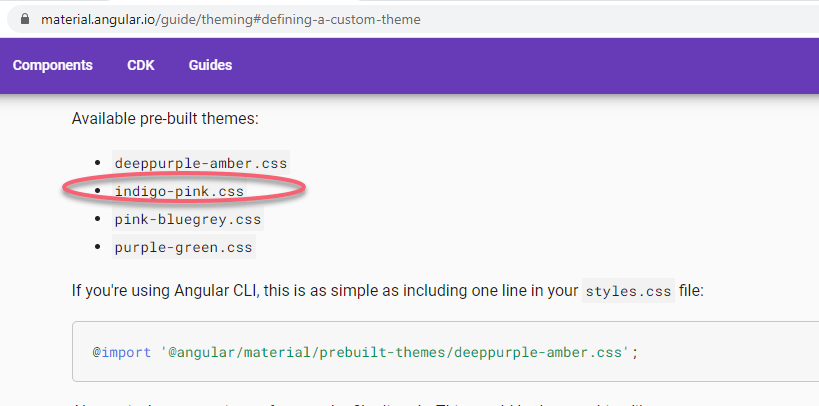 material.angular.io/guide/theming#defining-a-custom-theme
Components CDK Guides
Available pre-built themes:
deeppurple-amber.css
indigo-pink.css
pink-bluegrey.css
purple-green.css
If you're using Angular CLI, this is as simple as including one line in your styles.css file:
@import '@angular/material/prebuilt-themes/deeppurple-amber.css';